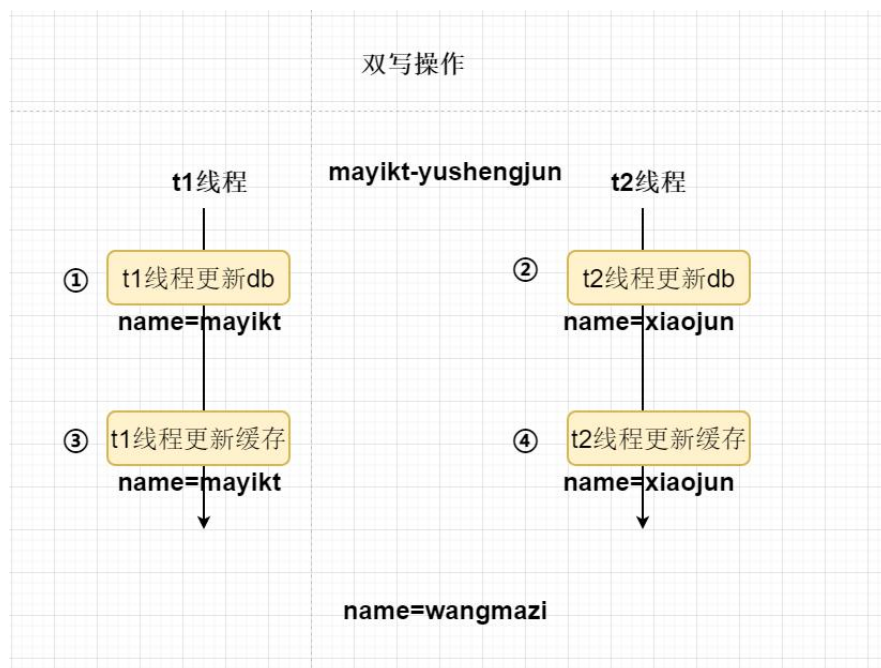 双写操作
mayikt-yushengjun
t1线程
t2线程
①
t1线程更新db
②
t2线程更新db
name=mayikt
name=xiaojun
③
t1线程更新缓存
④
t2线程更新缓存
name=mayikt
name=xiaojun
name=wangmazi